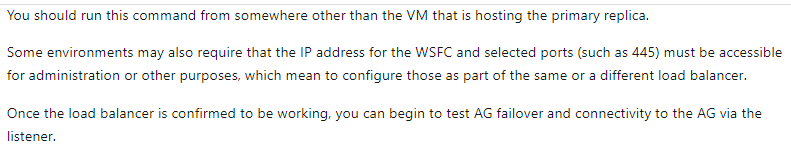 You should run this command from somewhere other than the VM that is hosting the primary replica.
Some environments may also require that the IP address for the WSFC and selected ports (such as 445) must be accessible
for administration or other purposes, which mean to configure those as part of the same or a different load balancer.
Once the load balancer is confirmed to be working, you can begin to test AG failover and connectivity to the AG via the
listener.